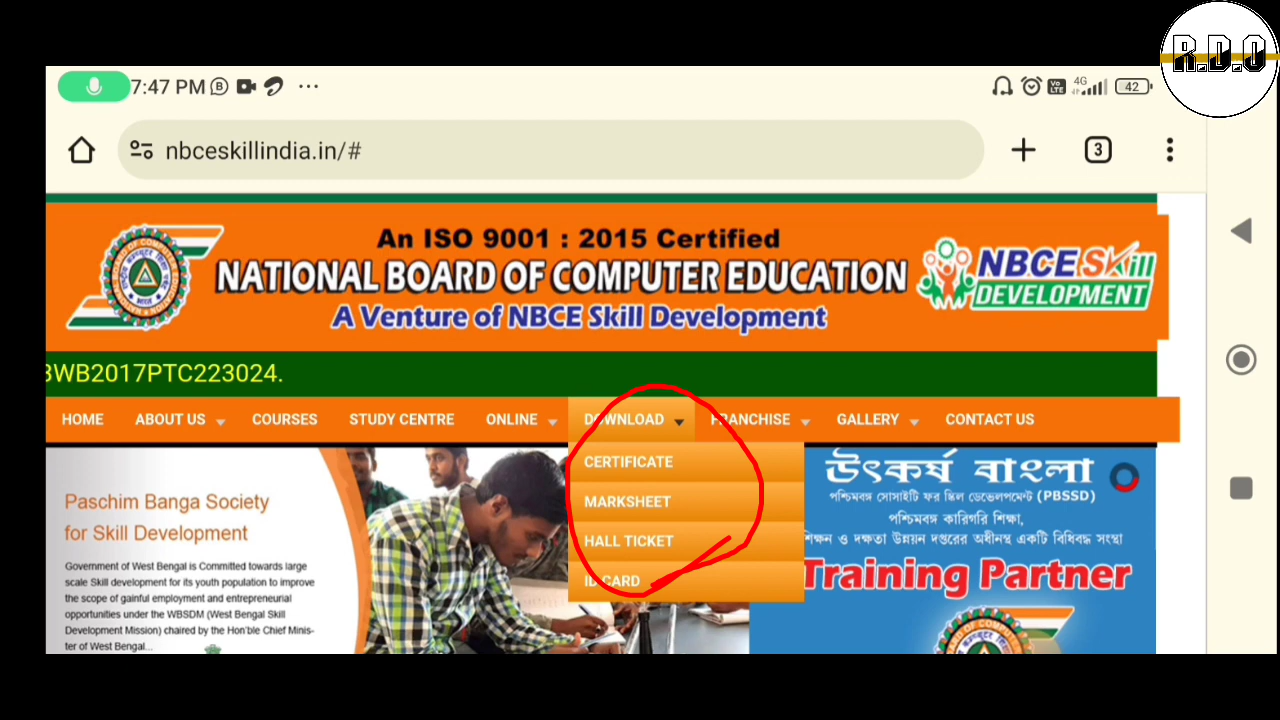 R.D.O
7:47 PM
4G
Vo
LTE
42
nbceskillindia.in/#
3
An ISO 9001 : 2015 Certified
NATIONAL BOARD OF COMPUTER EDUCATION
A Venture of NBCE Skill Development
NBCE Skill
DEVELOPMENT
BWB2017PTC223024.
HOME ABOUT US COURSES STUDY CENTRE ONLINE DOWNLOAD FRANCHISE GALLERY CONTACT US
CERTIFICATE
MARKSHEET
HALL TICKET
ID CARD
Paschim Banga Society
for Skill Development
Government of West Bengal is Committed towards large
scale Skill development for its youth population to improve
the scope of gainful employment and entrepreneurial
opportunities under the WBSDM (West Bengal Skill
Development Mission) chaired by the Hon'ble Chief Minis-
ter of West Bengal...
উৎকর্ষ বাংলা
পশ্চিমবঙ্গ সোসাইটি ফর স্কিল ডেভেলপমেন্ট (PBSSD)
পশ্চিমবঙ্গ কারিগরি শিক্ষা,
শিক্ষন ও দক্ষতা উন্নয়ন দপ্তরের অধীনস্থ একটি বিধিবদ্ধ সংস্থা
Training Partner